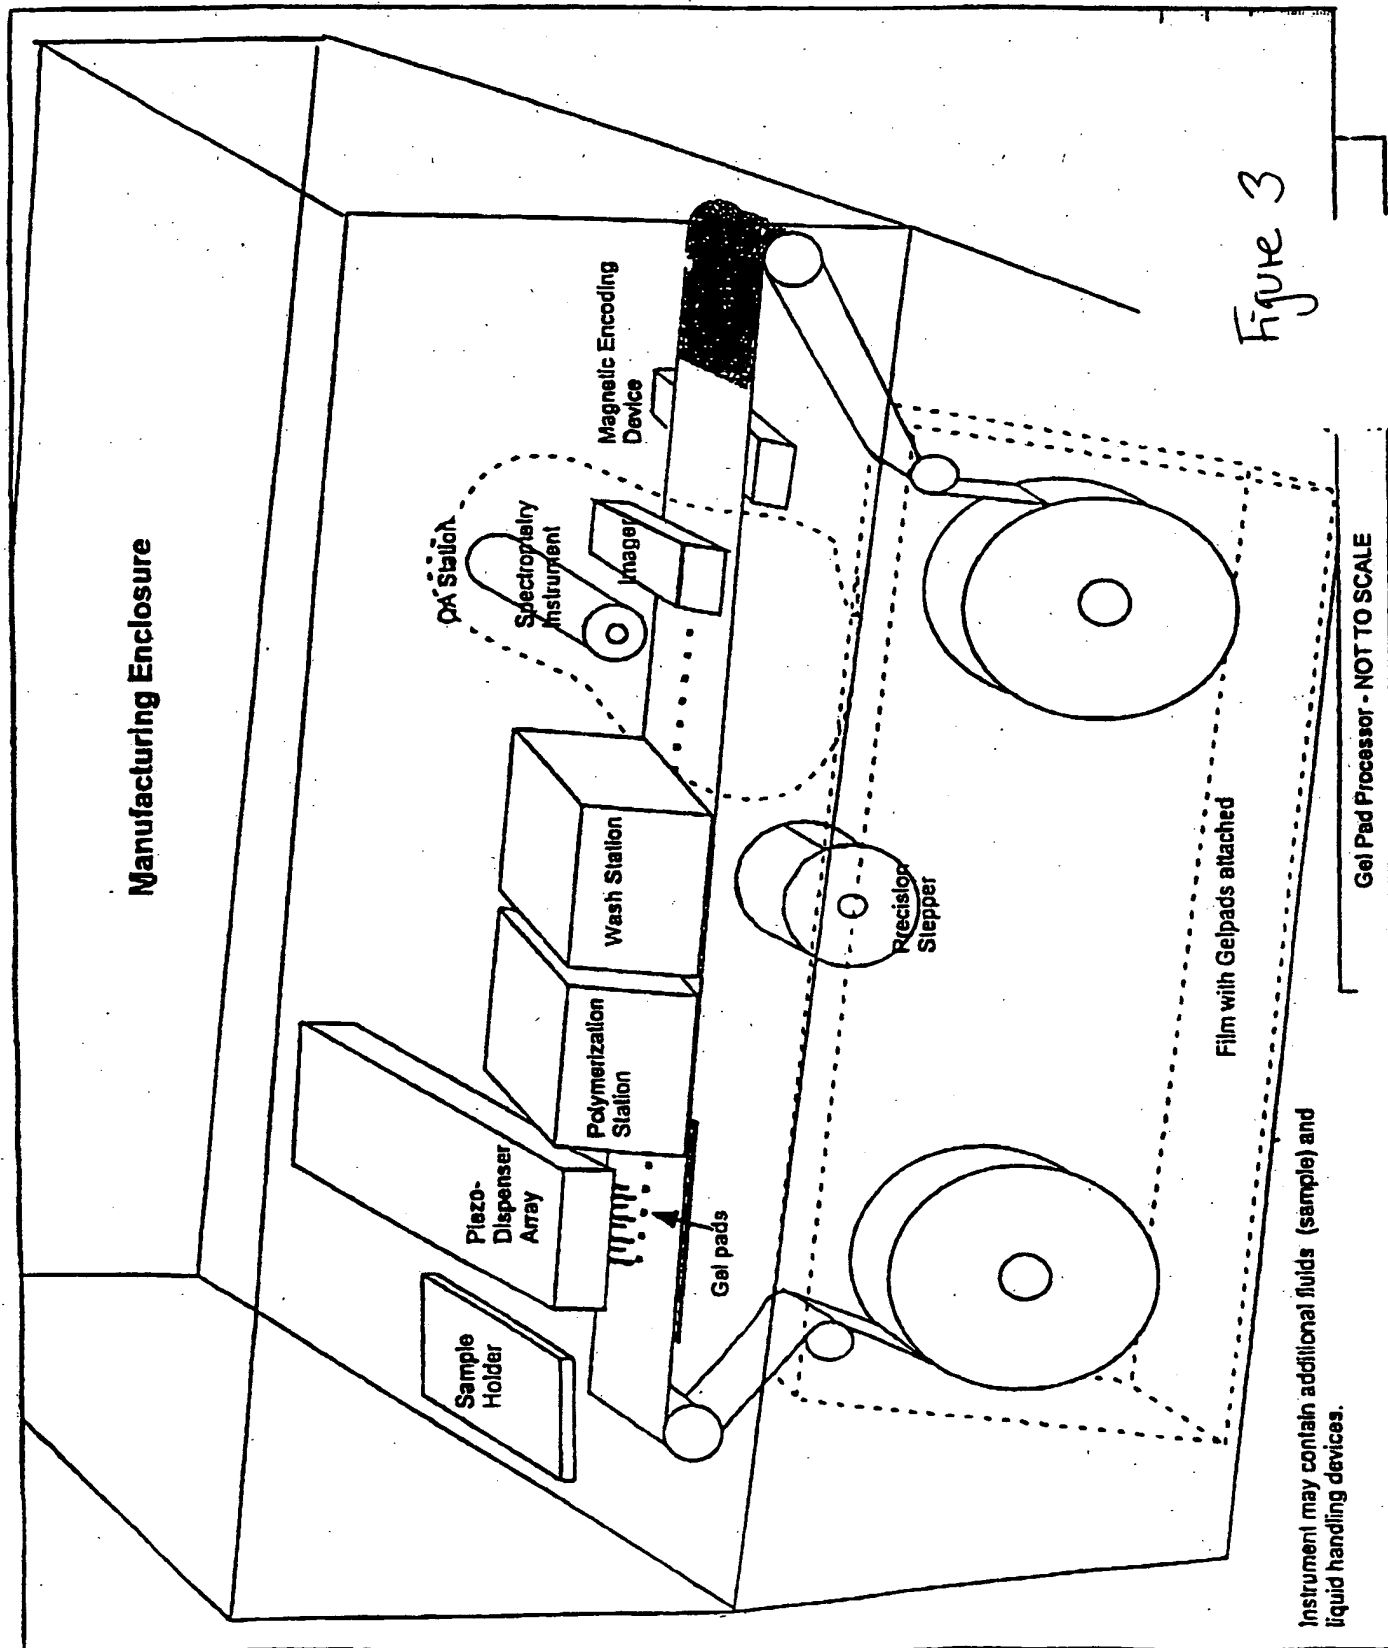 Manufacturing Enclosure
Sample
Holder
Piezo-
Dispenser
Array
Gel pads
Polymerization
Station
Wash Station
QA Station
Spectrometry
Instrument
Imager
Magnetic Encoding
Device
Precision
Stepper
Film with Gelpads attached
Instrument may contain additional fluids (sample) and
liquid handling devices.
Gel Pad Processor - NOT TO SCALE
Figure 3